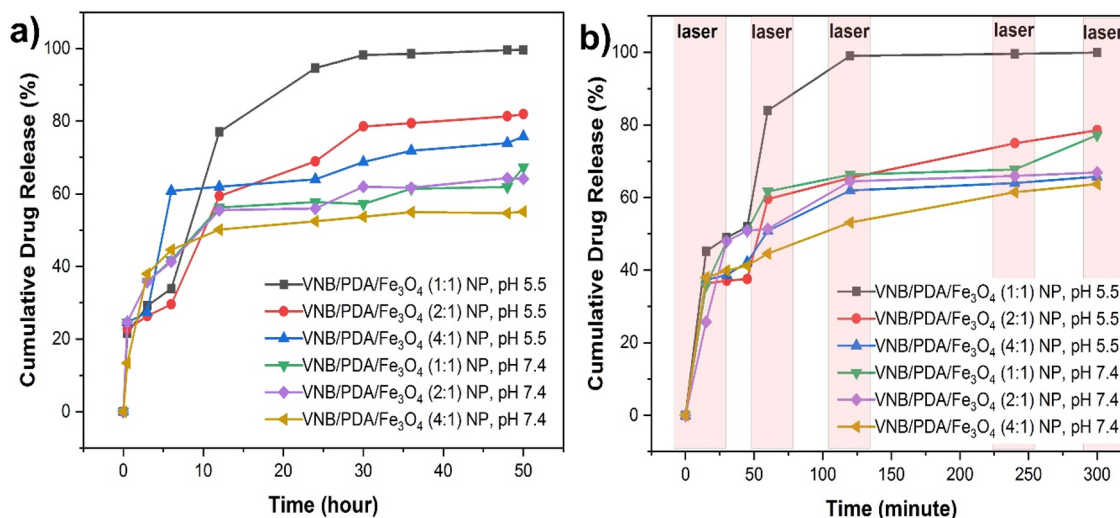 a)
Cumulative Drug Release (%)
100
80
60
40
20
0
VNB/PDA/Fe₃O₄ (1:1) NP, pH 5.5
VNB/PDA/Fe₃O₄ (2:1) NP, pH 5.5
VNB/PDA/Fe₃O₄ (4:1) NP, pH 5.5
VNB/PDA/Fe₃O₄ (1:1) NP, pH 7.4
VNB/PDA/Fe₃O₄ (2:1) NP, pH 7.4
VNB/PDA/Fe₃O₄ (4:1) NP, pH 7.4
0 10 20 30 40 50
Time (hour)
b)
laser laser laser laser laser
Cumulative Drug Release (%)
100
80
60
40
20
0
VNB/PDA/Fe₃O₄ (1:1) NP, pH 5.5
VNB/PDA/Fe₃O₄ (2:1) NP, pH 5.5
VNB/PDA/Fe₃O₄ (4:1) NP, pH 5.5
VNB/PDA/Fe₃O₄ (1:1) NP, pH 7.4
VNB/PDA/Fe₃O₄ (2:1) NP, pH 7.4
VNB/PDA/Fe₃O₄ (4:1) NP, pH 7.4
0 50 100 150 200 250 300
Time (minute)